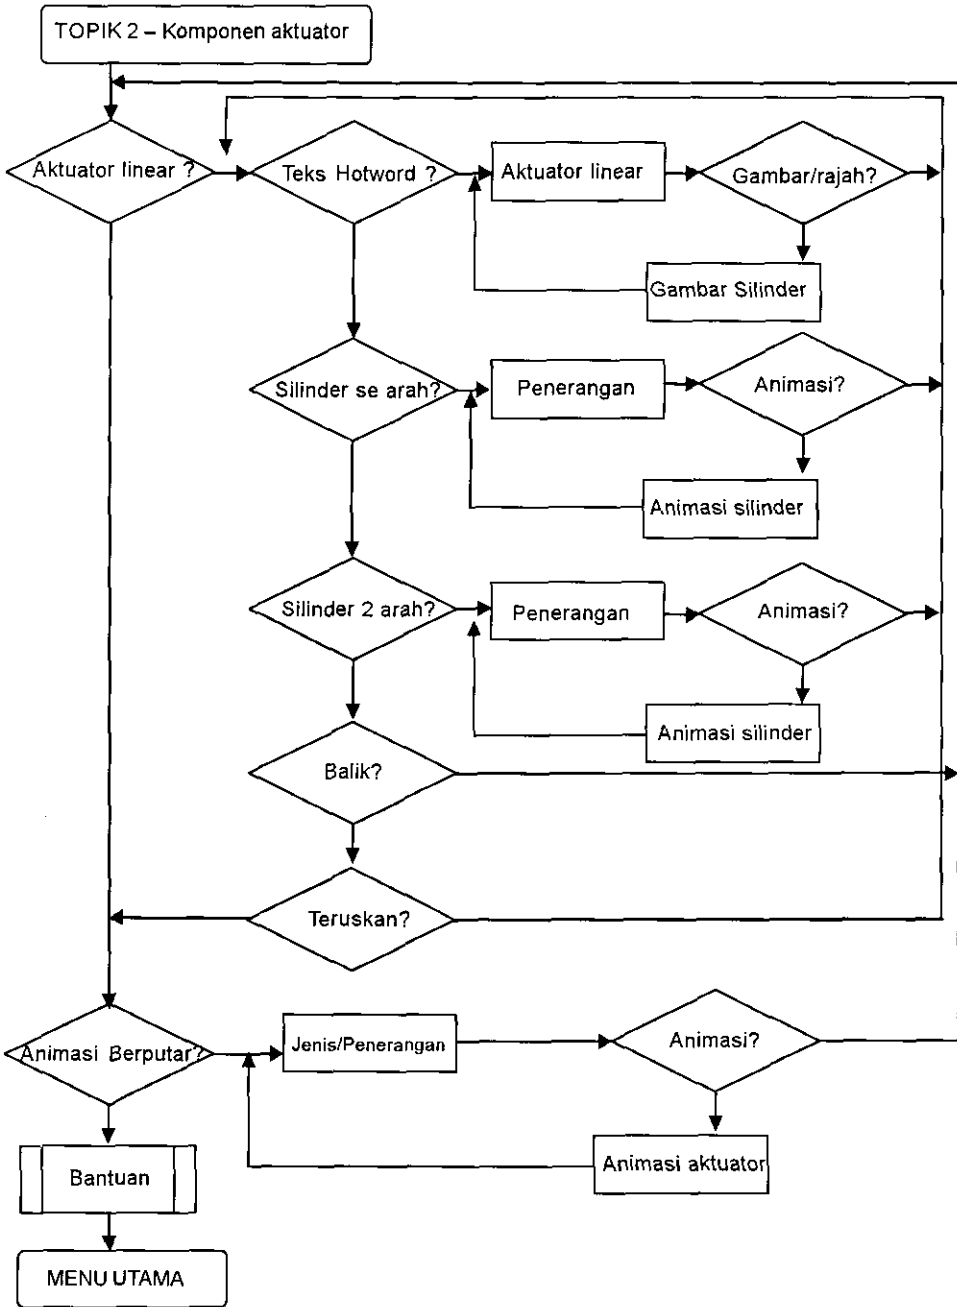 TOPIK 2 – Komponen aktuator
Aktuator linear ?
Teks Hotword ?
Aktuator linear
Gambar/rajah?
Gambar Silinder
Silinder se arah?
Penerangan
Animasi?
Animasi silinder
Silinder 2 arah?
Penerangan
Animasi?
Animasi silinder
Balik?
Teruskan?
Animasi Berputar?
Jenis/Penerangan
Animasi?
Animasi aktuator
Bantuan
MENU UTAMA